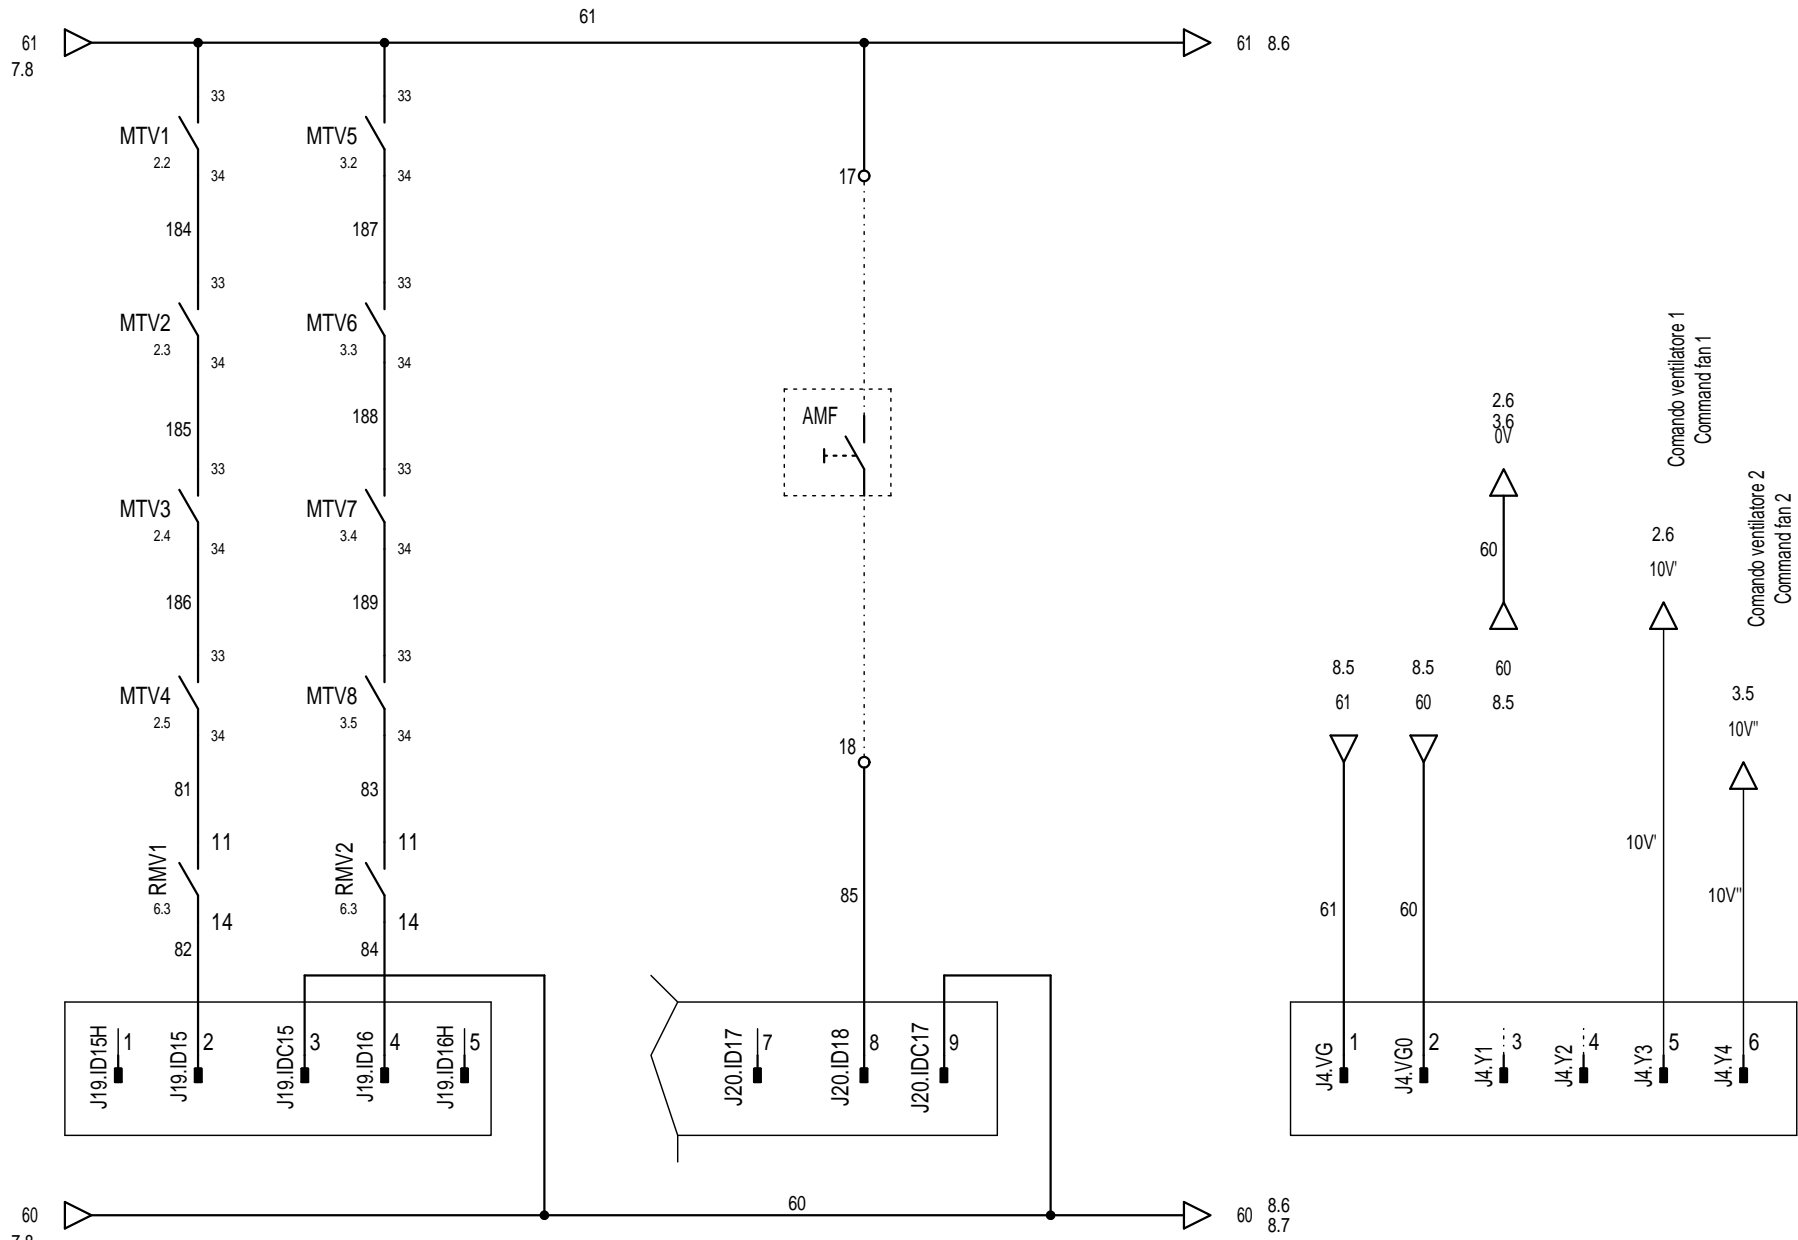 61
61
7.8
61 8.6
33
33
MTV1
2.2
34
MTV5
3.2
34
17
184
187
33
33
MTV2
2.3
34
MTV6
3.3
34
185
188
AMF
33
33
MTV3
2.4
34
MTV7
3.4
34
186
189
33
33
MTV4
2.5
34
MTV8
3.5
34
18
81
83
11
11
RMV1
6.3
14
RMV2
6.3
14
82
84
85
J19.ID15H
1
J19.ID15
2
J19.IDC15
3
J19.ID16
4
J19.ID16H
5
J20.ID17
7
J20.ID18
8
J20.IDC17
9
2.6
3.6
0V
60
60
8.5
8.5
61
8.5
60
61
60
Comando ventilatore 1
Command fan 1
2.6
10V'
10V'
Comando ventilatore 2
Command fan 2
3.5
10V"
10V"
J4.VG
1
J4.VG0
2
J4.Y1
3
J4.Y2
4
J4.Y3
5
J4.Y4
6
60
60
7.8
60 8.6
8.7